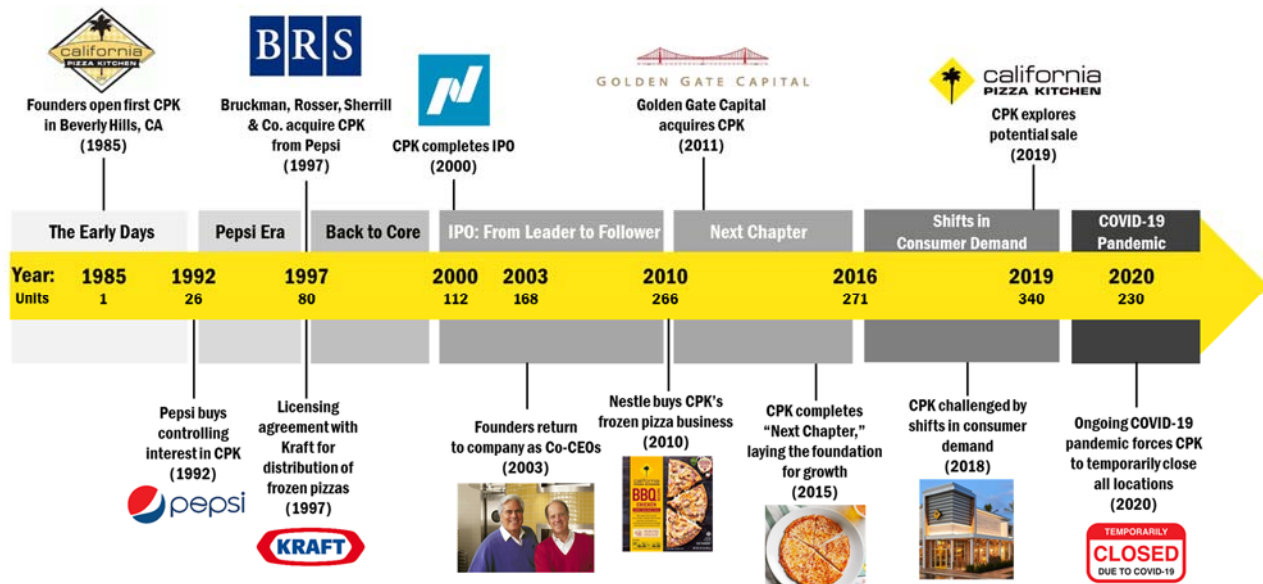 california
PIZZA KITCHEN
Founders open first CPK
in Beverly Hills, CA
(1985)
BRS
Bruckman, Rosser, Sherrill
& Co. acquire CPK
from Pepsi
(1997)
CPK completes IPO
(2000)
GOLDEN GATE CAPITAL
Golden Gate Capital
acquires CPK
(2011)
california
PIZZA KITCHEN
CPK explores
potential sale
(2019)
The Early Days
Pepsi Era
Back to Core
IPO: From Leader to Follower
Next Chapter
Shifts in
Consumer Demand
COVID-19
Pandemic
Year: 1985 1992 1997 2000 2003 2010 2016 2019 2020
Units 1 26 80 112 168 266 271 340 230
Pepsi buys
controlling
interest in CPK
(1992)
pepsi
Licensing
agreement with
Kraft for
distribution of
frozen pizzas
(1997)
KRAFT
Founders return
to company as Co-CEOs
(2003)
Nestle buys CPK's
frozen pizza business
(2010)
california
PIZZA KITCHEN
BBQ
CHICKEN
CPK completes
"Next Chapter,"
laying the foundation
for growth
(2015)
CPK challenged by
shifts in consumer
demand
(2018)
Ongoing COVID-19
pandemic forces CPK
to temporarily close
all locations
(2020)
TEMPORARILY
CLOSED
DUE TO COVID-19